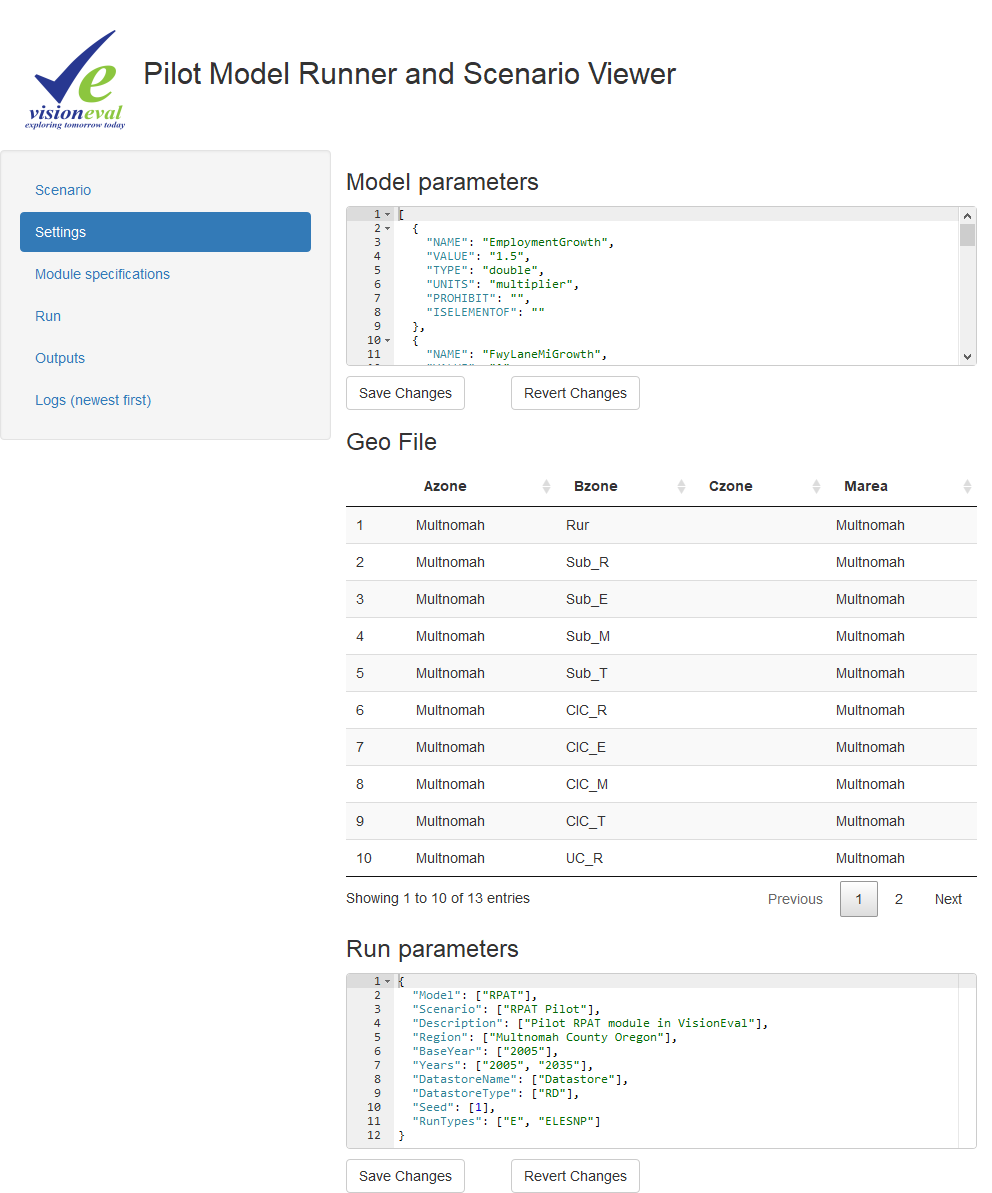 Pilot Model Runner and Scenario Viewer
visioneval
exploring tomorrow today
Scenario
Settings
Module specifications
Run
Outputs
Logs (newest first)
Model parameters
1 [
2 {
3 "NAME": "EmploymentGrowth",
4 "VALUE": "1.5",
5 "TYPE": "double",
6 "UNITS": "multiplier",
7 "PROHIBIT": "",
8 "ISELEMENTOF": ""
9 },
10 {
11 "NAME": "FwyLaneMiGrowth",
Save Changes Revert Changes
Geo File
Azone Bzone Czone Marea
1 Multnomah Rur Multnomah
2 Multnomah Sub_R Multnomah
3 Multnomah Sub_E Multnomah
4 Multnomah Sub_M Multnomah
5 Multnomah Sub_T Multnomah
6 Multnomah CIC_R Multnomah
7 Multnomah CIC_E Multnomah
8 Multnomah CIC_M Multnomah
9 Multnomah CIC_T Multnomah
10 Multnomah UC_R Multnomah
Showing 1 to 10 of 13 entries Previous 1 2 Next
Run parameters
1 {
2 "Model": ["RPAT"],
3 "Scenario": ["RPAT Pilot"],
4 "Description": ["Pilot RPAT module in VisionEval"],
5 "Region": ["Multnomah County Oregon"],
6 "BaseYear": ["2005"],
7 "Years": ["2005", "2035"],
8 "DatastoreName": ["Datastore"],
9 "DatastoreType": ["RD"],
10 "Seed": [1],
11 "RunTypes": ["E", "ELESNP"]
12 }
Save Changes Revert Changes